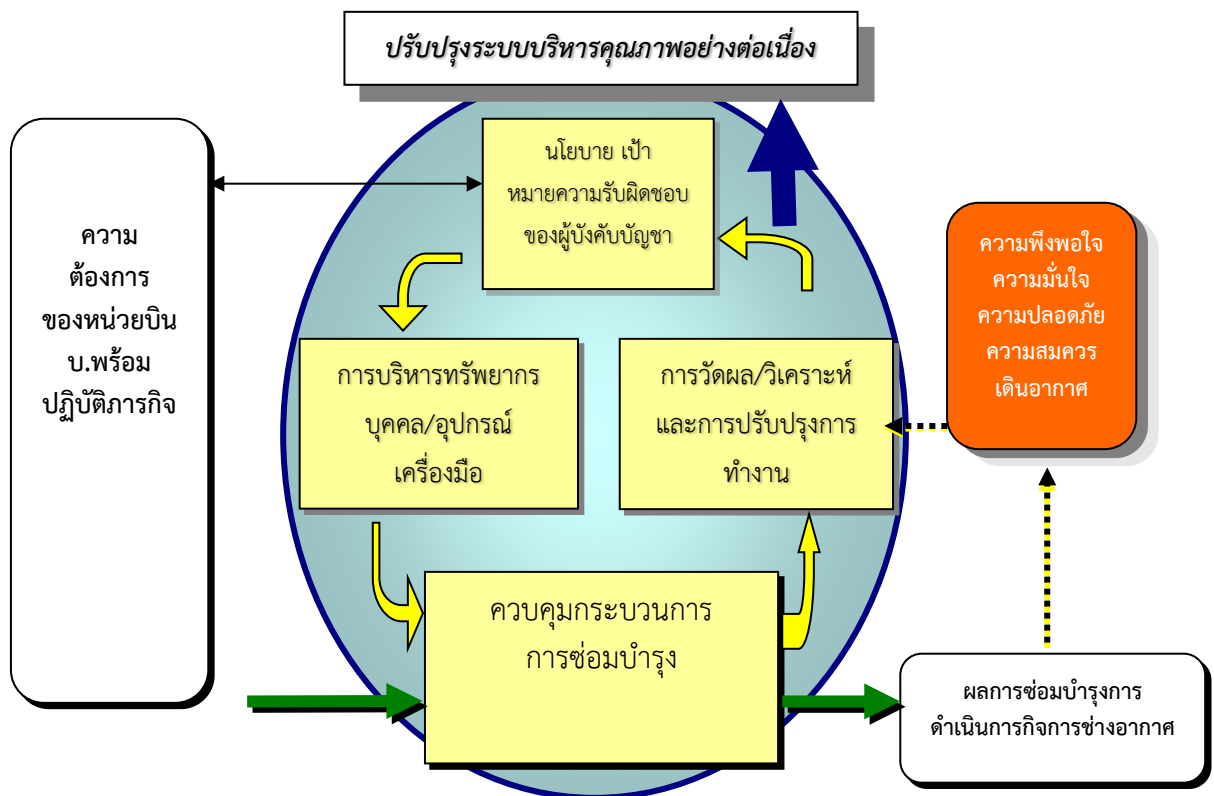 ปรับปรุงระบบบริหารคุณภาพอย่างต่อเนื่อง
นโยบาย เป้า
หมายความรับผิดชอบ
ของผู้บังคับบัญชา
ความ
ต้องการ
ของหน่วยบิน
บ.พร้อม
ปฏิบัติภารกิจ
ความพึงพอใจ
ความมั่นใจ
ความปลอดภัย
ความสมควร
เดินอากาศ
การบริหารทรัพยากร
บุคคล/อุปกรณ์
เครื่องมือ
การวัดผล/วิเคราะห์
และการปรับปรุงการ
ทำงาน
ควบคุมกระบวนการ
การซ่อมบำรุง
ผลการซ่อมบำรุงการ
ดำเนินการกิจการช่างอากาศ